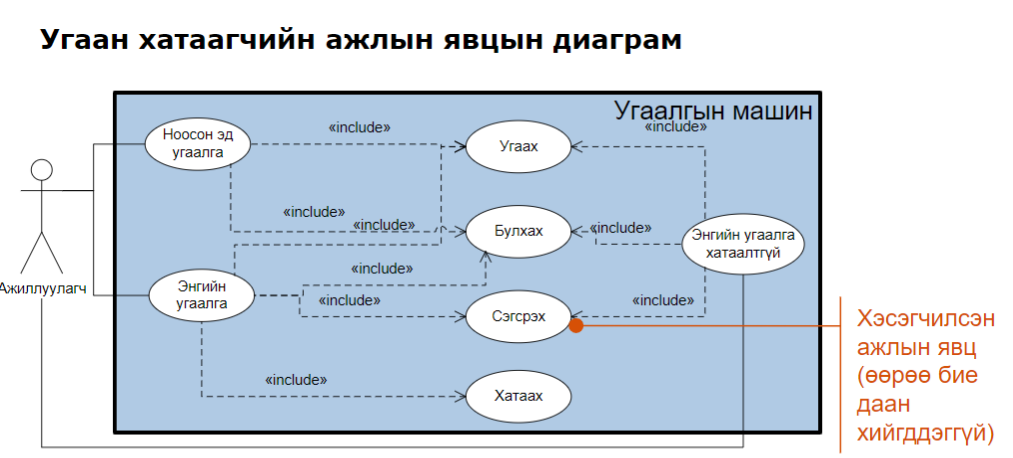 Угаан хатаагчийн ажлын явцын диаграм
Угаалгын машин
Ноосон эд
угаалга
«include»
Угаах
«include»
«include»
«include»
Булхах
«include»
Энгийн угаалга
хатаалтгүй
Ажиллуулагч
Энгийн
угаалга
«include»
«include»
Сэгсрэх
«include»
«include»
Хатаах
Хэсэгчилсэн
ажлын явц
(өөрөө бие
даан
хийгддэггүй)